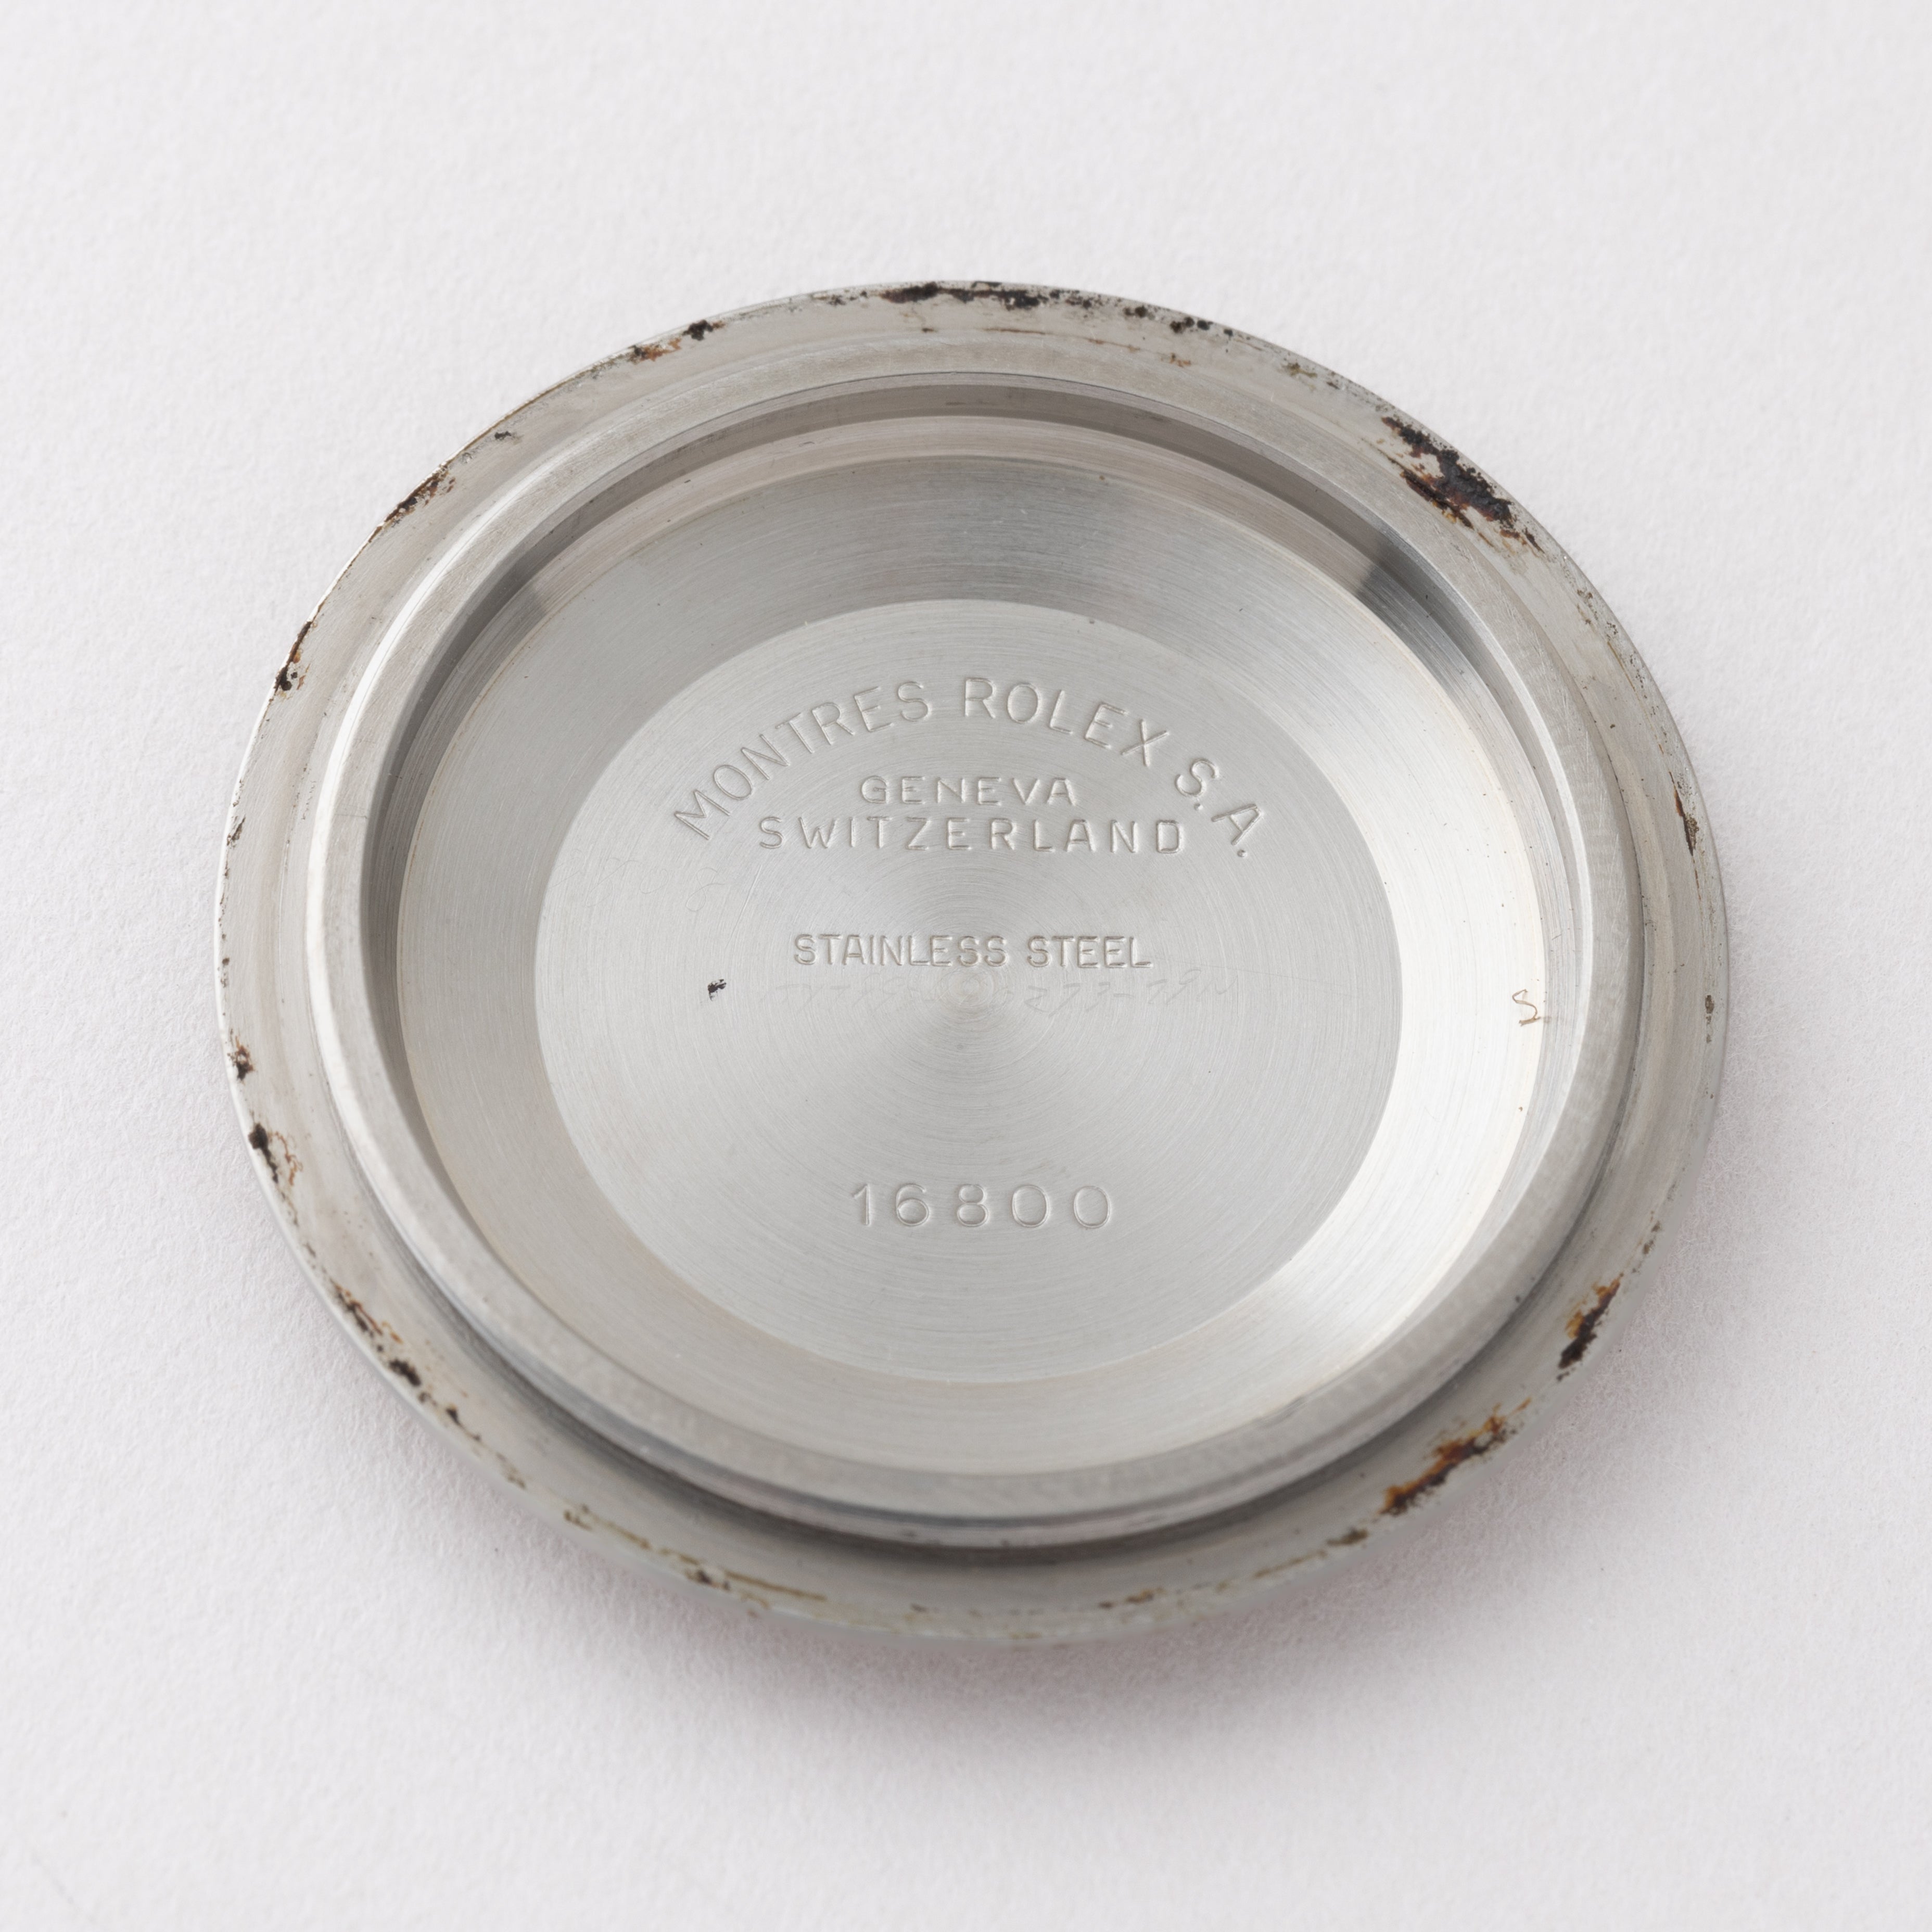 MONTRES ROLEX S.A.
GENEVA
SWITZERLAND
STAINLESS STEEL
16800